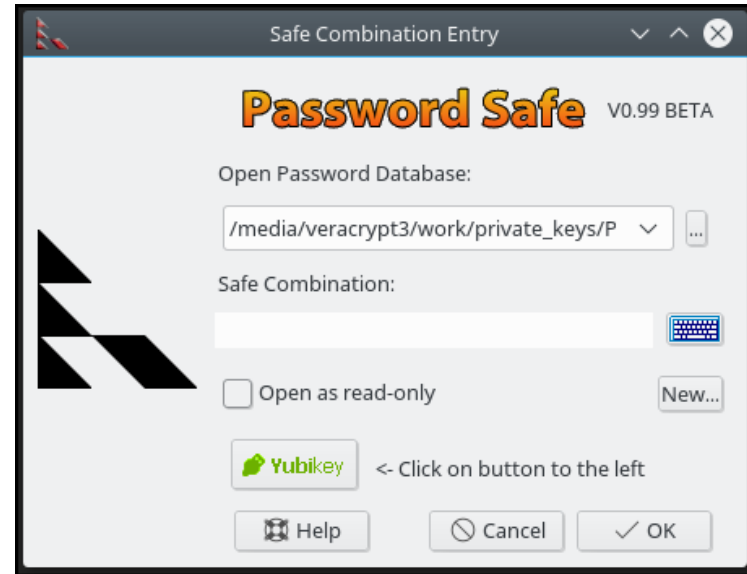 Safe Combination Entry
Password Safe V0.99 BETA
Open Password Database:
/media/veracrypt3/work/private_keys/P ...
Safe Combination:
Open as read-only New...
Yubikey <- Click on button to the left
Help Cancel OK